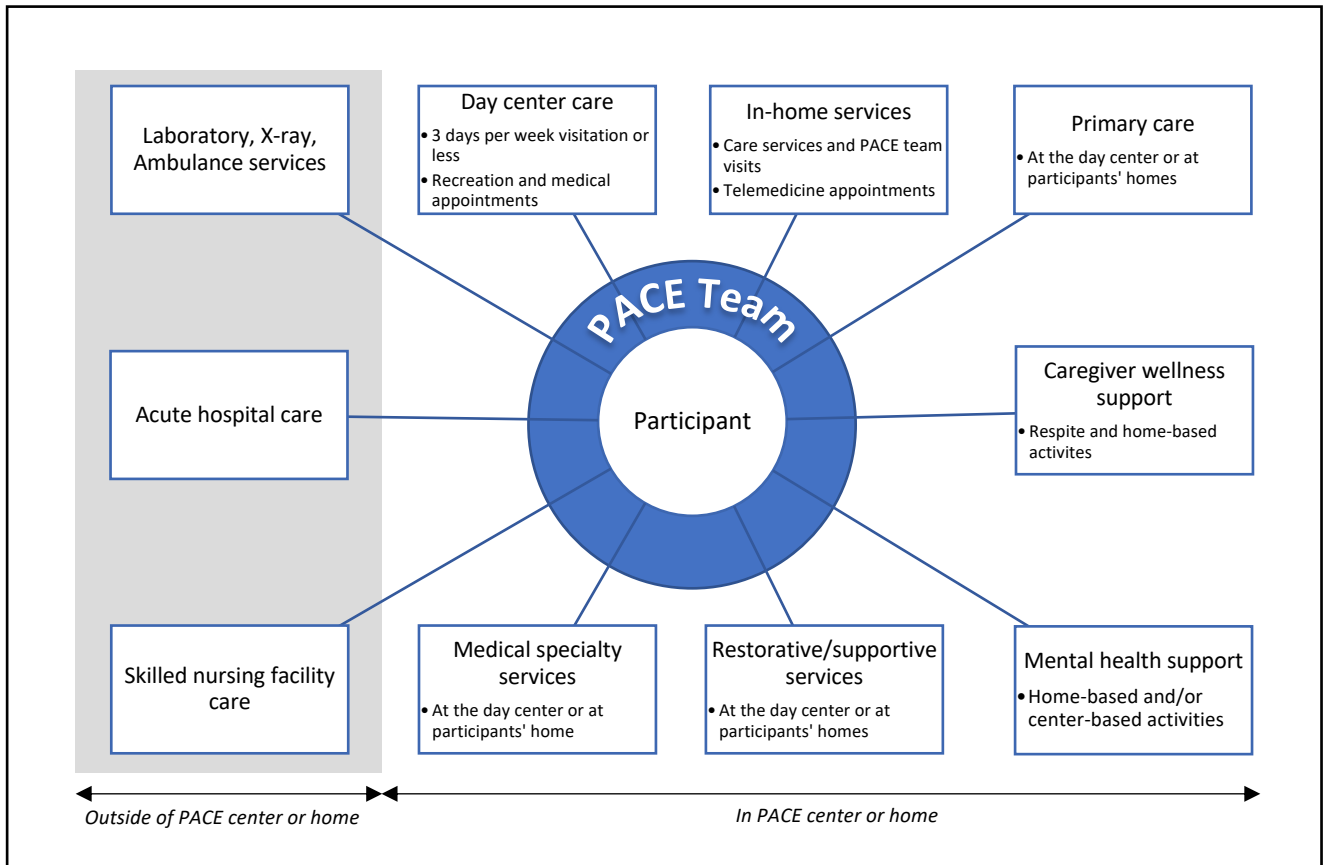 Laboratory, X-ray,
Ambulance services
Day center care
• 3 days per week visitation or
less
• Recreation and medical
appointments
In-home services
• Care services and PACE team
visits
• Telemedicine appointments
Primary care
• At the day center or at
participants' homes
PACE Team
Acute hospital care
Participant
Caregiver wellness
support
• Respite and home-based
activites
Skilled nursing facility
care
Medical specialty
services
• At the day center or at
participants' home
Restorative/supportive
services
• At the day center or at
participants' homes
Mental health support
• Home-based and/or
center-based activities
Outside of PACE center or home
In PACE center or home